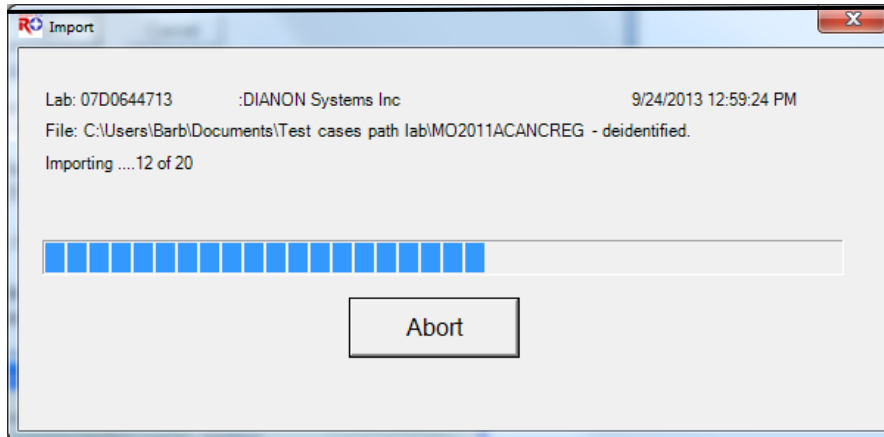 Import
Lab: 07D0644713 :DIANON Systems Inc 9/24/2013 12:59:24 PM
File: C:\Users\Barb\Documents\Test cases path lab\MO2011ACANCREG - deidentified.
Importing ....12 of 20
Abort